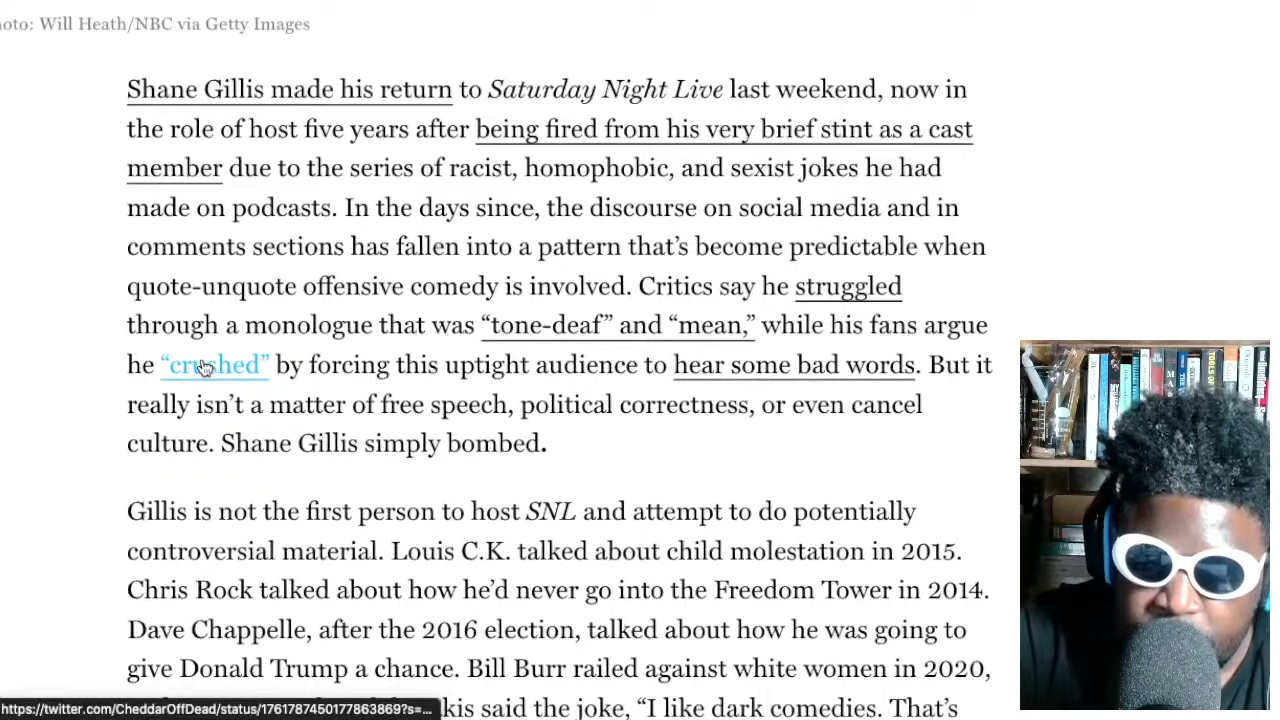 hoto: Will Heath/NBC via Getty Images
Shane Gillis made his return to Saturday Night Live last weekend, now in
the role of host five years after being fired from his very brief stint as a cast
member due to the series of racist, homophobic, and sexist jokes he had
made on podcasts. In the days since, the discourse on social media and in
comments sections has fallen into a pattern that’s become predictable when
quote-unquote offensive comedy is involved. Critics say he struggled
through a monologue that was “tone-deaf” and “mean,” while his fans argue
he “crushed” by forcing this uptight audience to hear some bad words. But it
really isn’t a matter of free speech, political correctness, or even cancel
culture. Shane Gillis simply bombed.
Gillis is not the first person to host SNL and attempt to do potentially
controversial material. Louis C.K. talked about child molestation in 2015.
Chris Rock talked about how he’d never go into the Freedom Tower in 2014.
Dave Chappelle, after the 2016 election, talked about how he was going to
give Donald Trump a chance. Bill Burr railed against white women in 2020,
kis said the joke, “I like dark comedies. That’s
https://twitter.com/CheddarOffDead/status/1761787450177863869?s=...